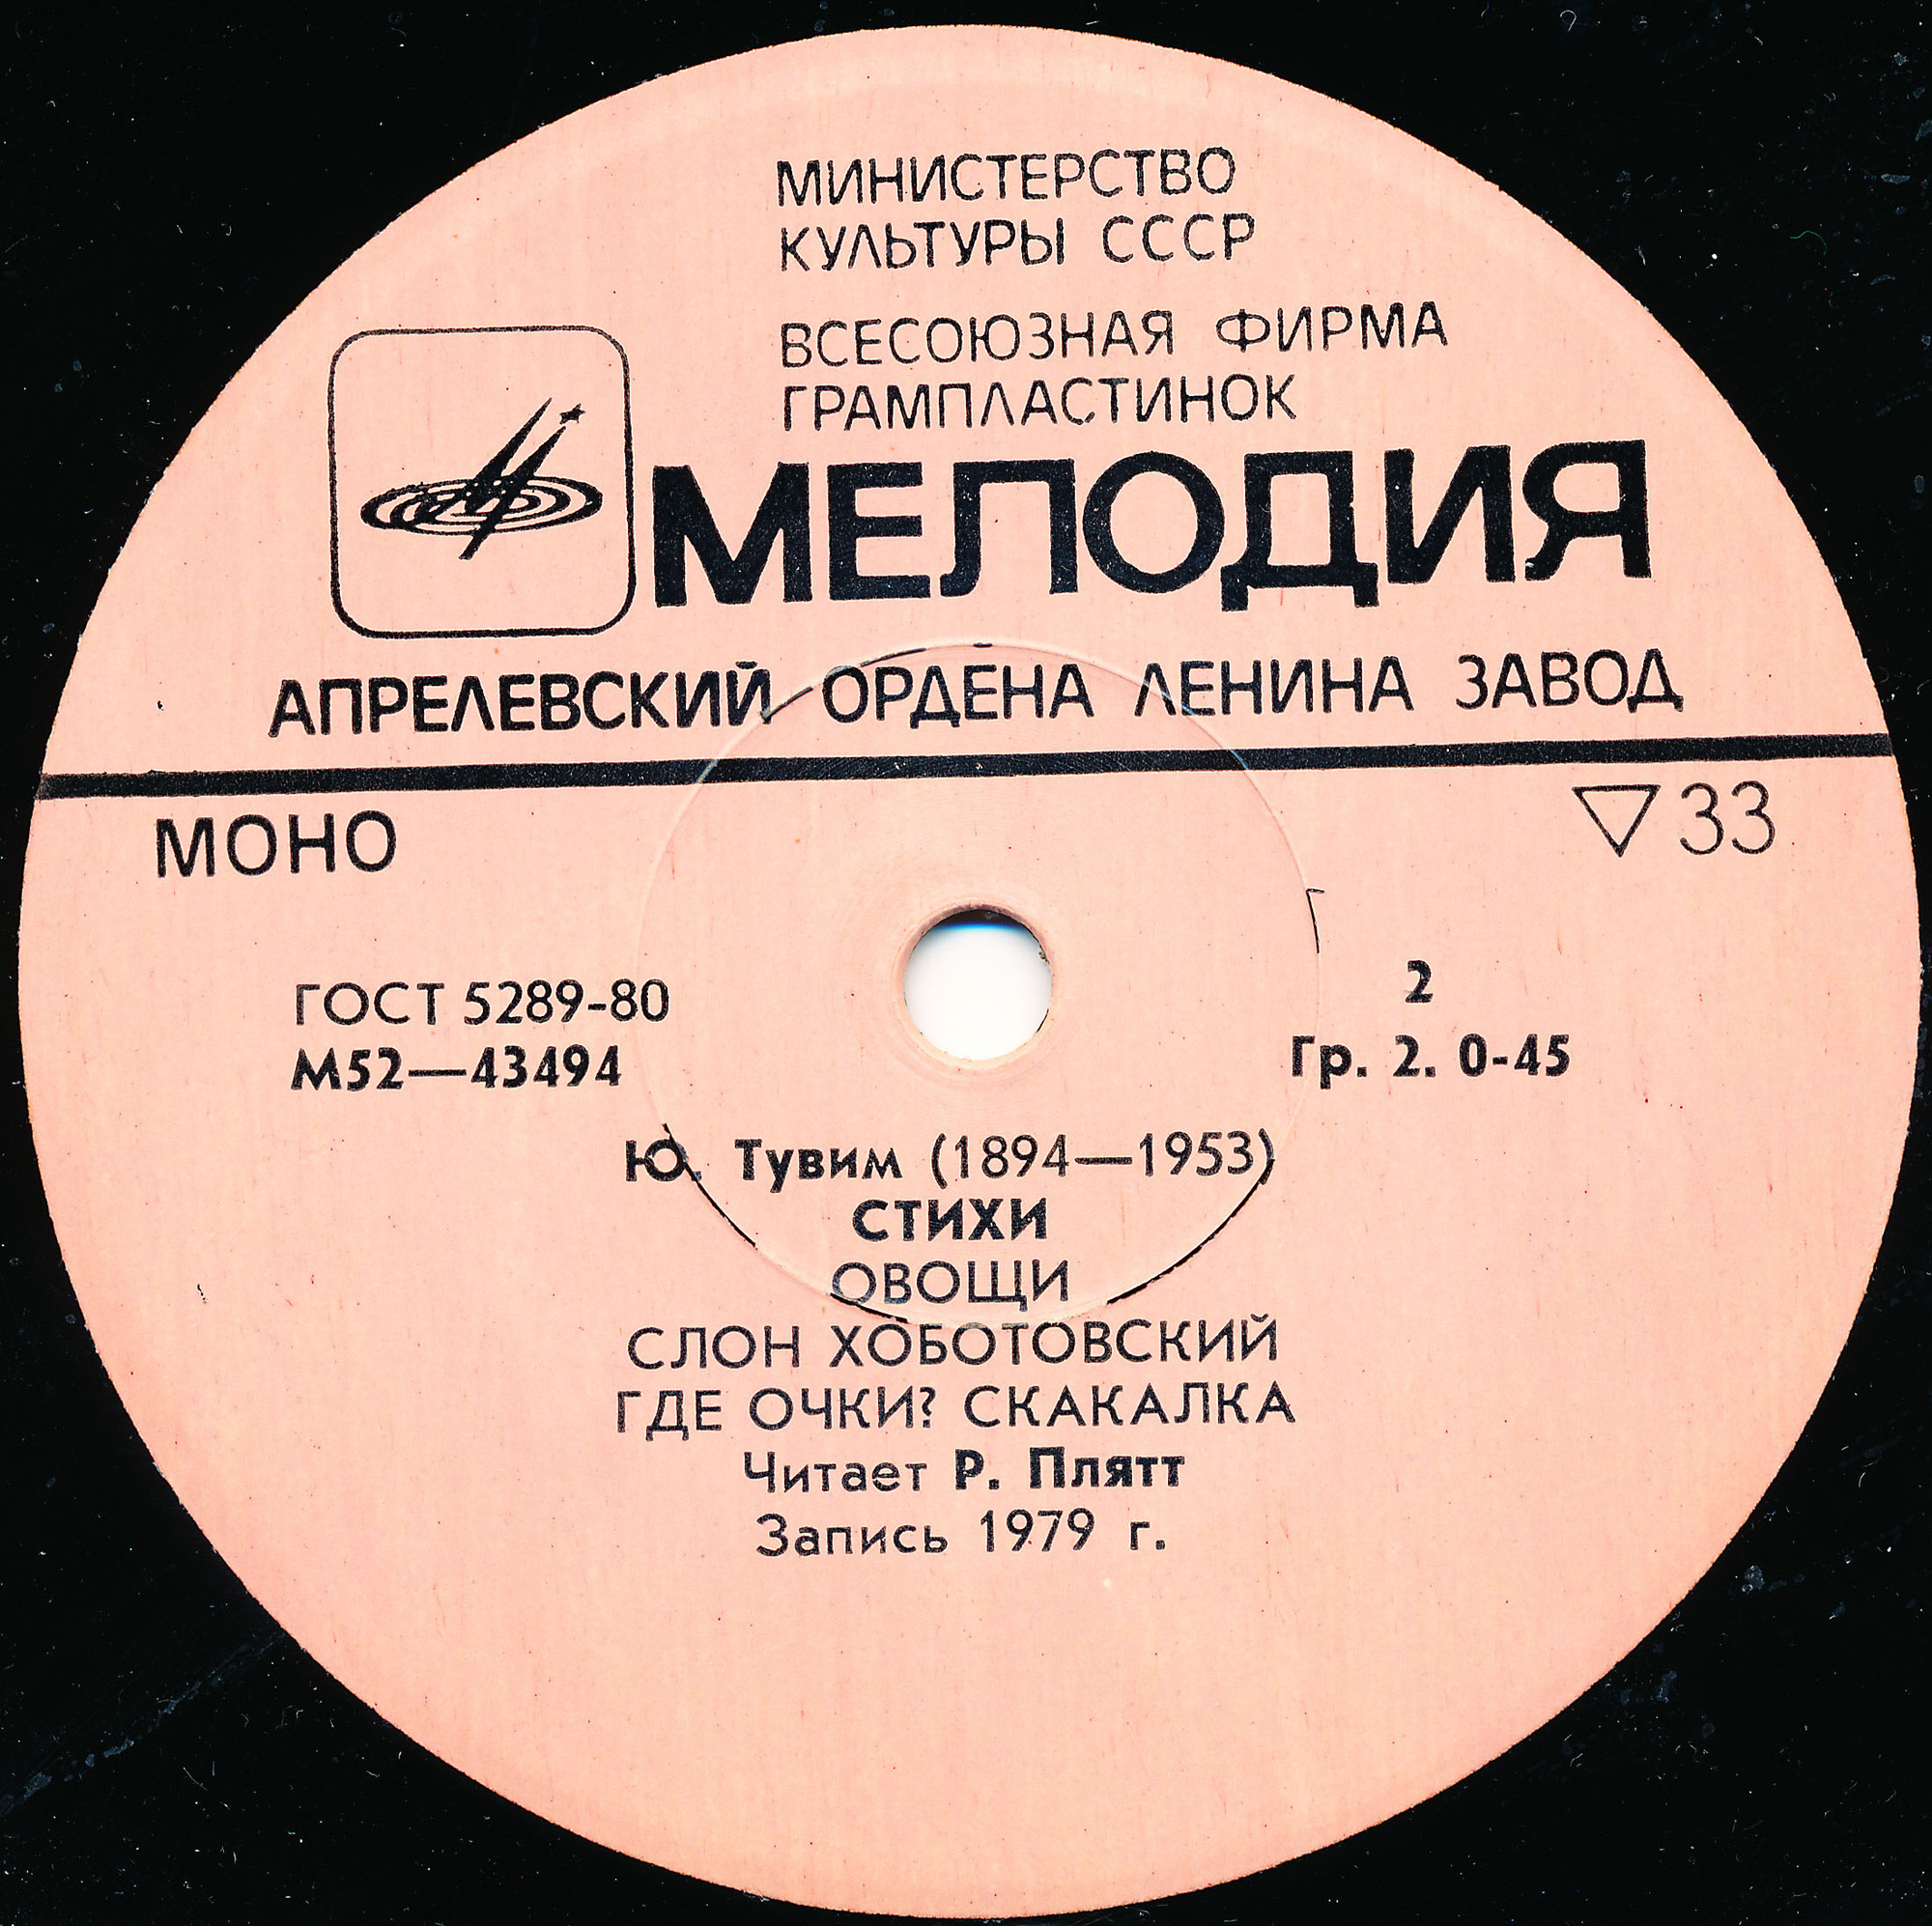 МИНИСТЕРСТВО
КУЛЬТУРЫ СССР
ВСЕСОЮЗНАЯ ФИРМА
ГРАМПЛАСТИНОК
МЕЛОДИЯ
АПРЕЛЕВСКИЙ ОРДЕНА ЛЕНИНА ЗАВОД
МОНО
33
ГОСТ 5289-80
М52—43494
2
Гр. 2. 0-45
Ю. Тувим (1894—1953)
СТИХИ
ОВОЩИ
СЛОН ХОБОТОВСКИЙ
ГДЕ ОЧКИ? СКАКАЛКА
Читает Р. Плятт
Запись 1979 г.